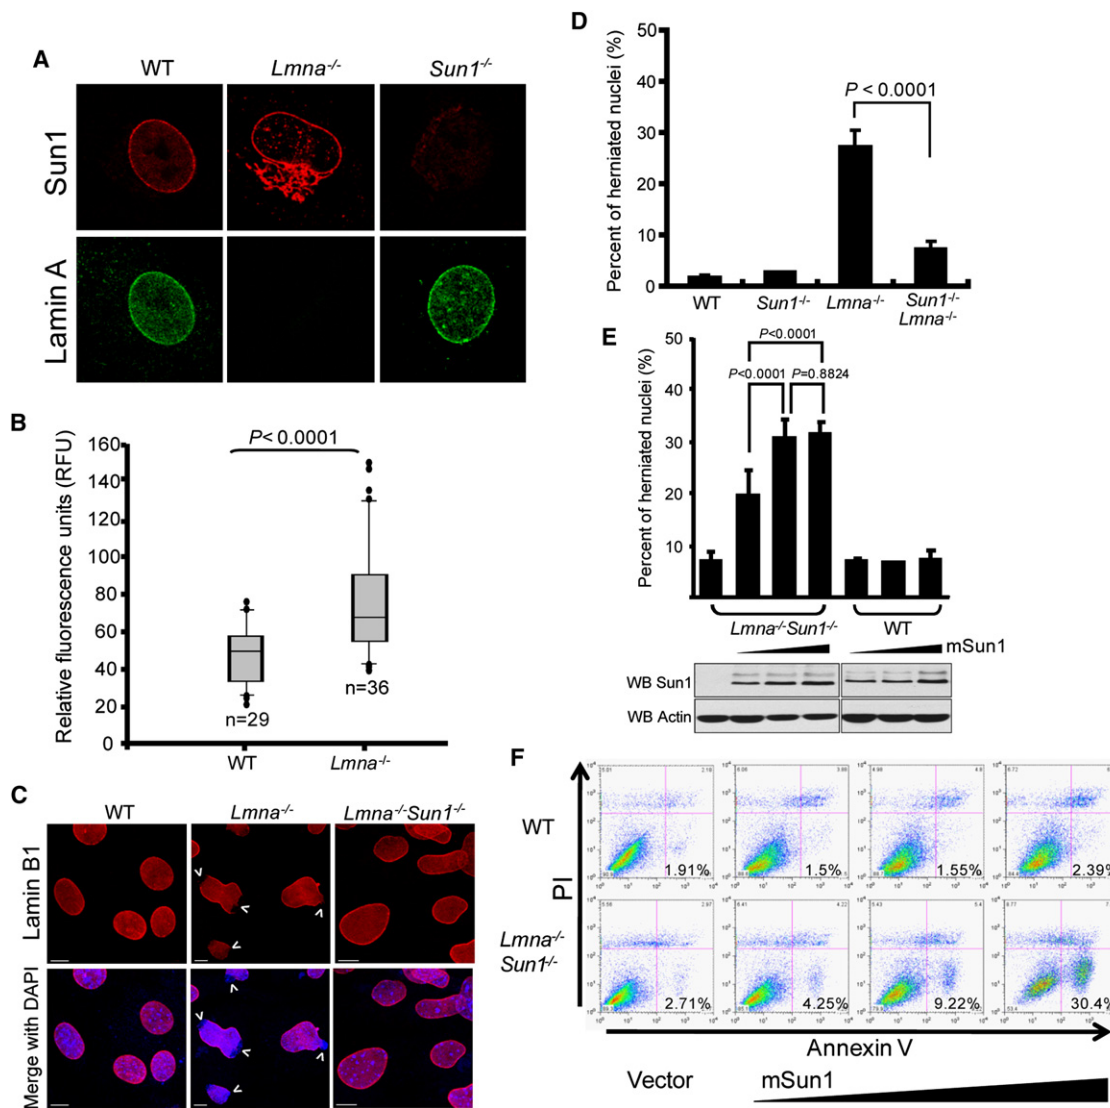 A
WT Lmna-/- Sun1-/-
Sun1
Lamin A
B
Relative fluorescence units (RFU)
160
140
120
100
80
60
40
20
0
P< 0.0001
n=29
n=36
WT Lmna-/-
C
WT Lmna-/- Lmna-/-Sun1-/-
Lamin B1
Merge with DAPI
D
Percent of herniated nuclei (%)
50
40
30
20
10
0
P < 0.0001
WT Sun1-/- Lmna-/- Sun1-/-
Lmna-/-
E
Percent of herniated nuclei (%)
50
40
30
20
10
P<0.0001
P<0.0001 P=0.8824
Lmna-/-Sun1-/- WT
mSun1
WB Sun1
WB Actin
F
PI
WT
1.91% 1.5% 1.55% 2.39%
Lmna-/-
Sun1-/-
2.71% 4.25% 9.22% 30.4%
Annexin V
Vector mSun1